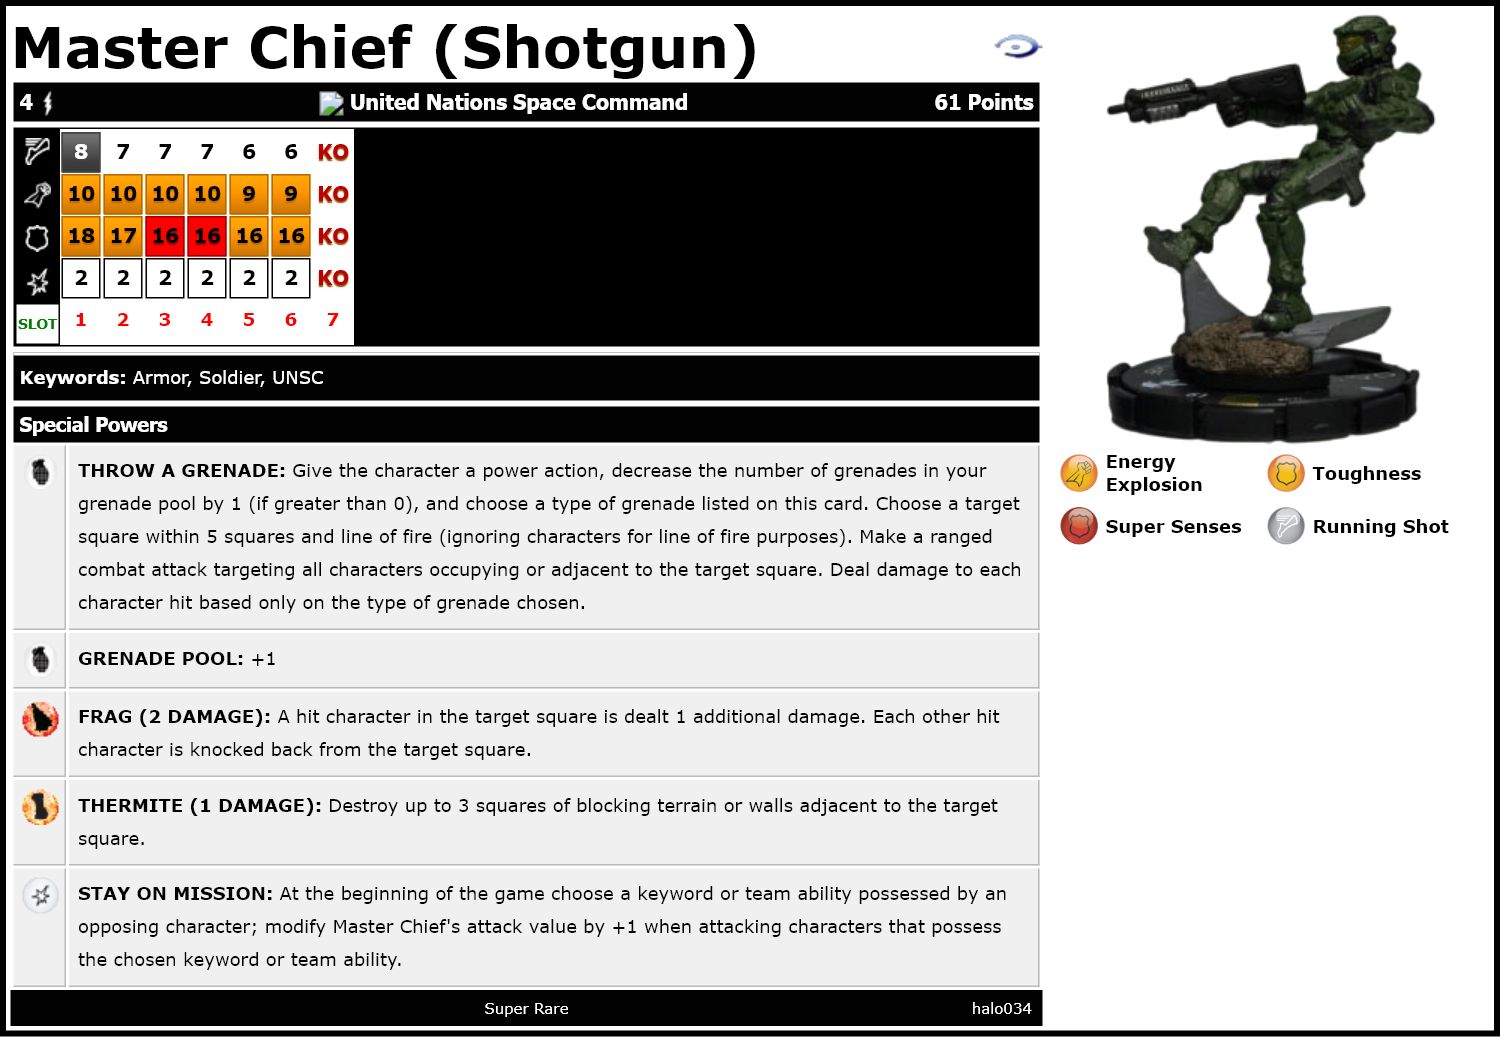 Master Chief (Shotgun)
4 United Nations Space Command 61 Points
8 7 7 7 6 6 KO
10 10 10 10 9 9 KO
18 17 16 16 16 16 KO
2 2 2 2 2 2 KO
SLOT 1 2 3 4 5 6 7
Keywords: Armor, Soldier, UNSC
Special Powers
THROW A GRENADE: Give the character a power action, decrease the number of grenades in your
grenade pool by 1 (if greater than 0), and choose a type of grenade listed on this card. Choose a target
square within 5 squares and line of fire (ignoring characters for line of fire purposes). Make a ranged
combat attack targeting all characters occupying or adjacent to the target square. Deal damage to each
character hit based only on the type of grenade chosen.
GRENADE POOL: +1
FRAG (2 DAMAGE): A hit character in the target square is dealt 1 additional damage. Each other hit
character is knocked back from the target square.
THERMITE (1 DAMAGE): Destroy up to 3 squares of blocking terrain or walls adjacent to the target
square.
STAY ON MISSION: At the beginning of the game choose a keyword or team ability possessed by an
opposing character; modify Master Chief's attack value by +1 when attacking characters that possess
the chosen keyword or team ability.
Super Rare halo034
Energy
Explosion
Toughness
Super Senses
Running Shot